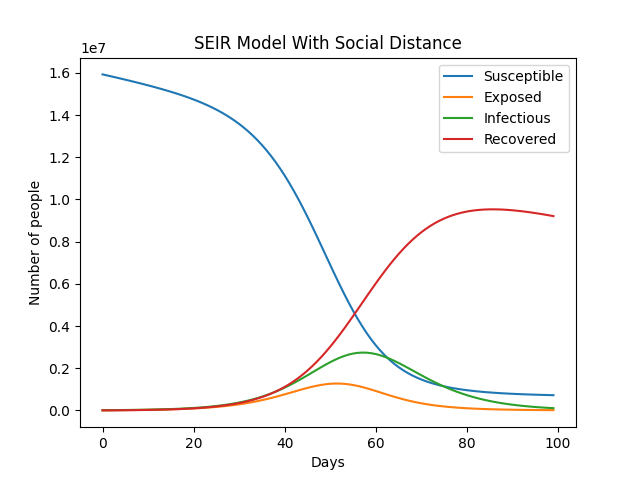 SEIR Model With Social Distance
1e7
1.6
1.4
1.2
1.0
0.8
0.6
0.4
0.2
0.0
Number of people
Susceptible
Exposed
Infectious
Recovered
0 20 40 60 80 100
Days